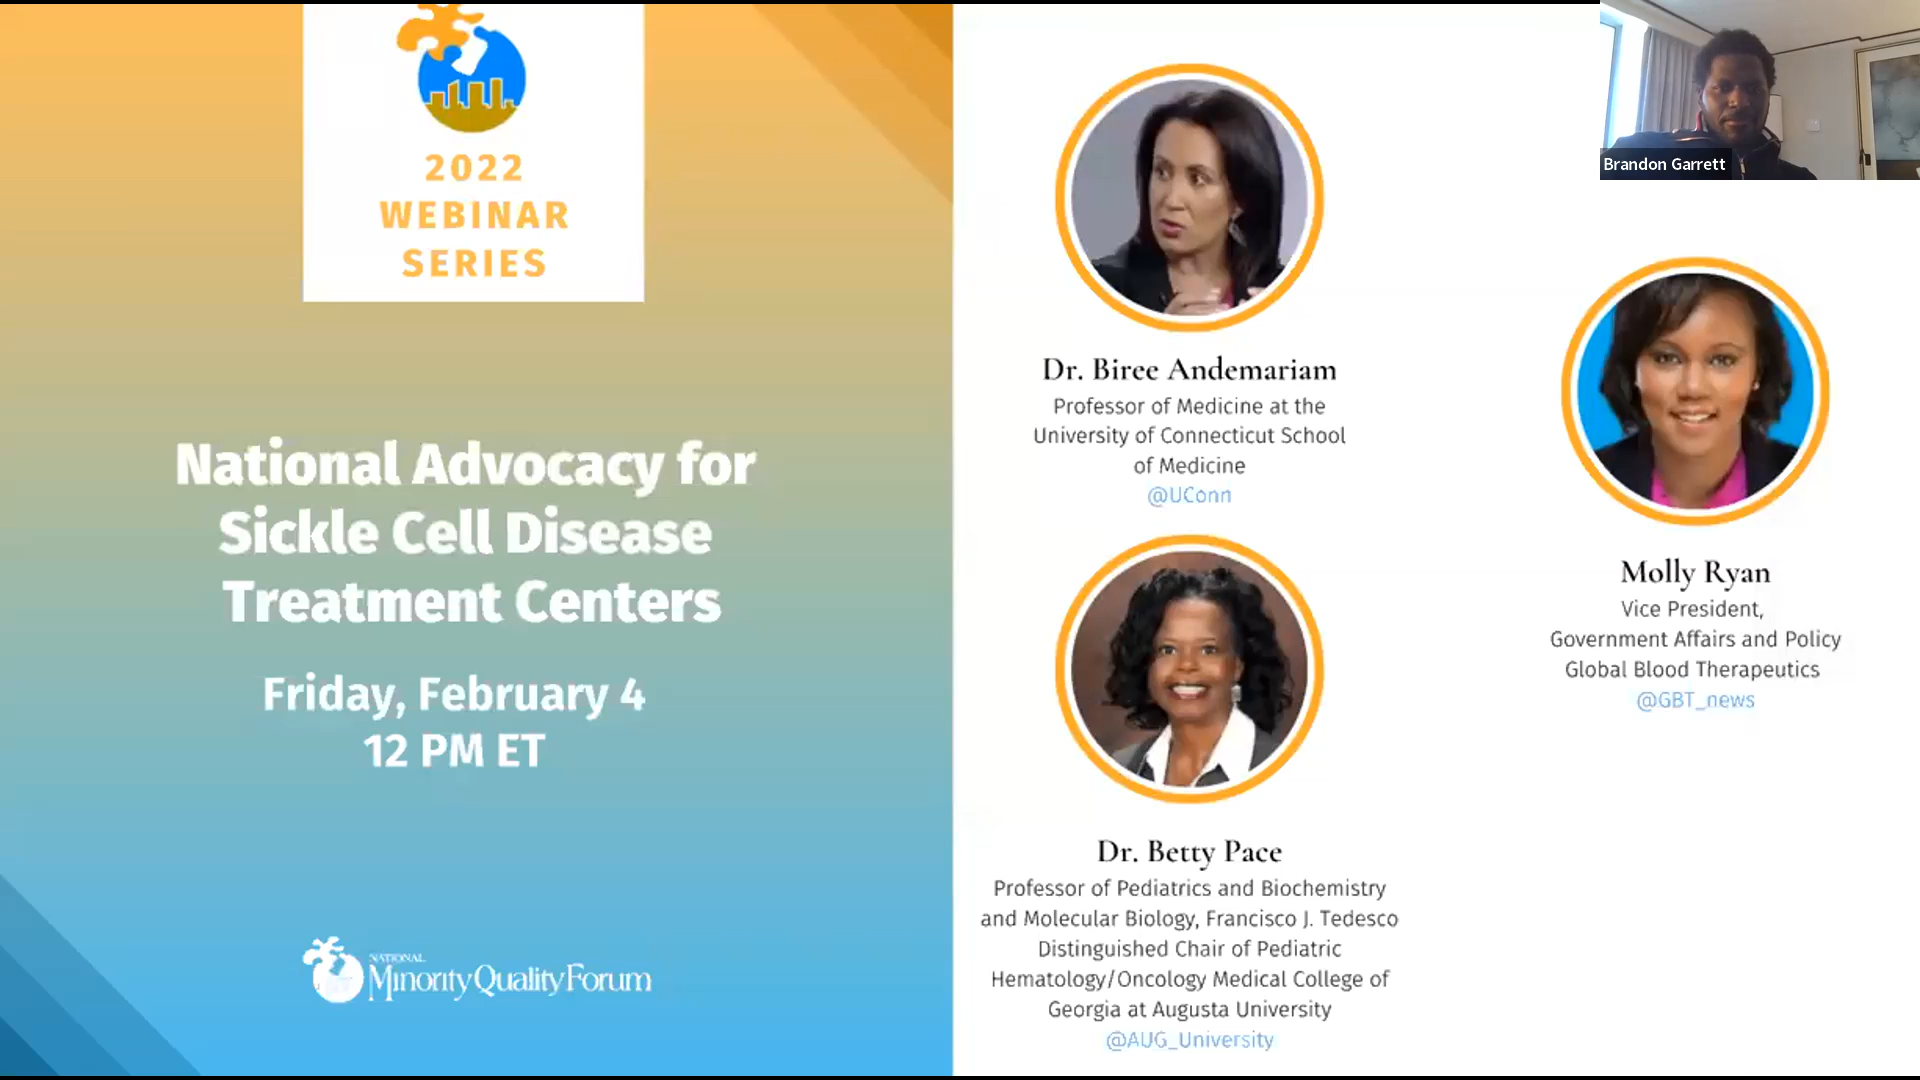 2022
WEBINAR
SERIES
National Advocacy for
Sickle Cell Disease
Treatment Centers
Friday, February 4
12 PM ET
NATIONAL
Minority Quality Forum
Dr. Biree Andemariam
Professor of Medicine at the
University of Connecticut School
of Medicine
@UConn
Dr. Betty Pace
Professor of Pediatrics and Biochemistry
and Molecular Biology, Francisco J. Tedesco
Distinguished Chair of Pediatric
Hematology/Oncology Medical College of
Georgia at Augusta University
@AUG_University
Molly Ryan
Vice President,
Government Affairs and Policy
Global Blood Therapeutics
@GBT_news
Brandon Garrett